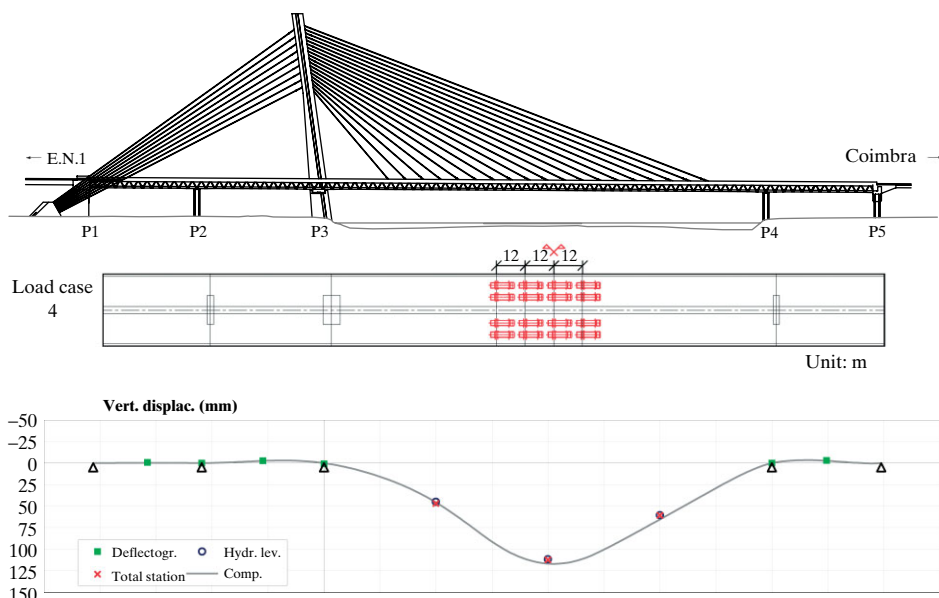 ← E.N.1
Coimbra →
P1 P2 P3 P4 P5
12 12 12
Load case
4
Unit: m
Vert. displac. (mm)
−50
−25
0
25
50
75
100
125
150
Deflectogr. Hydr. lev.
Total station Comp.